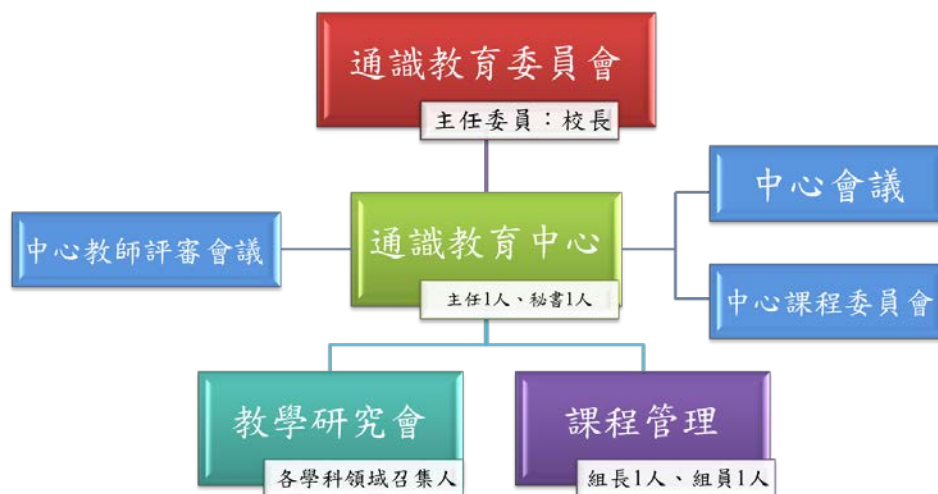 通識教育委員會
主任委員：校長
中心會議
中心教師評審會議
通識教育中心
主任1人、秘書1人
中心課程委員會
教學研究會
各學科領域召集人
課程管理
組長1人、組員1人